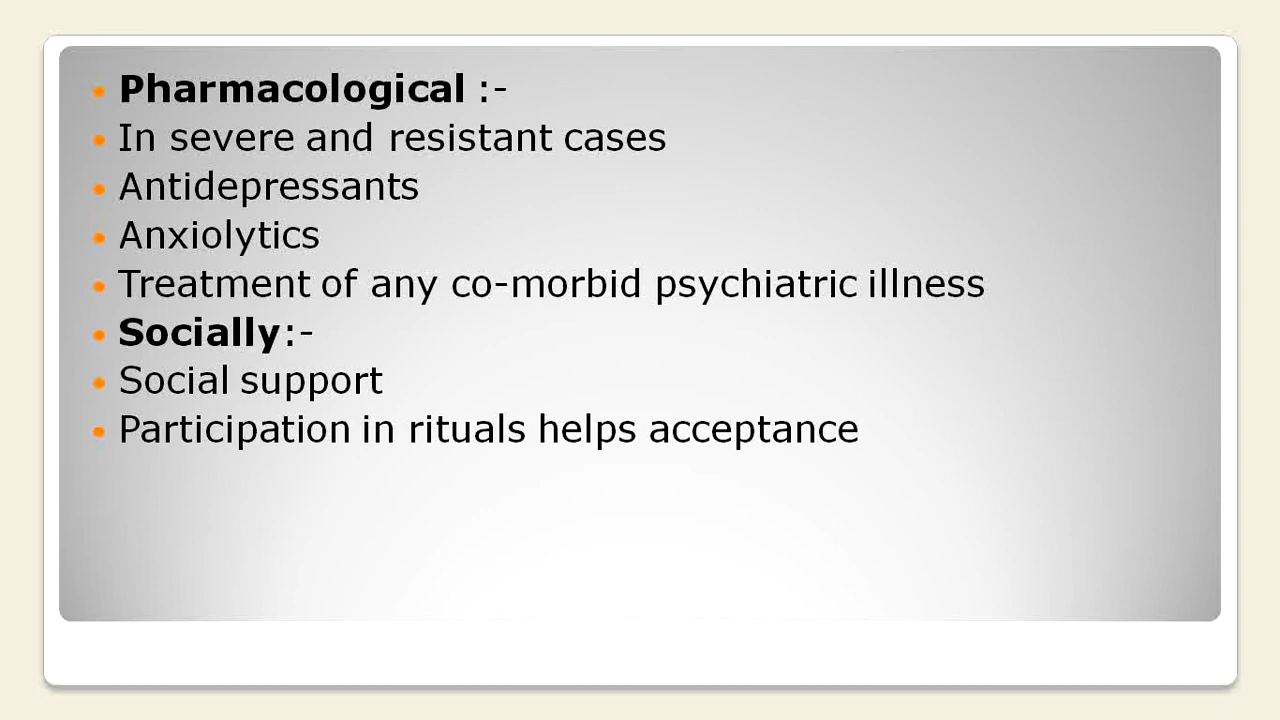 Pharmacological :-
In severe and resistant cases
Antidepressants
Anxiolytics
Treatment of any co-morbid psychiatric illness
Socially:-
Social support
Participation in rituals helps acceptance